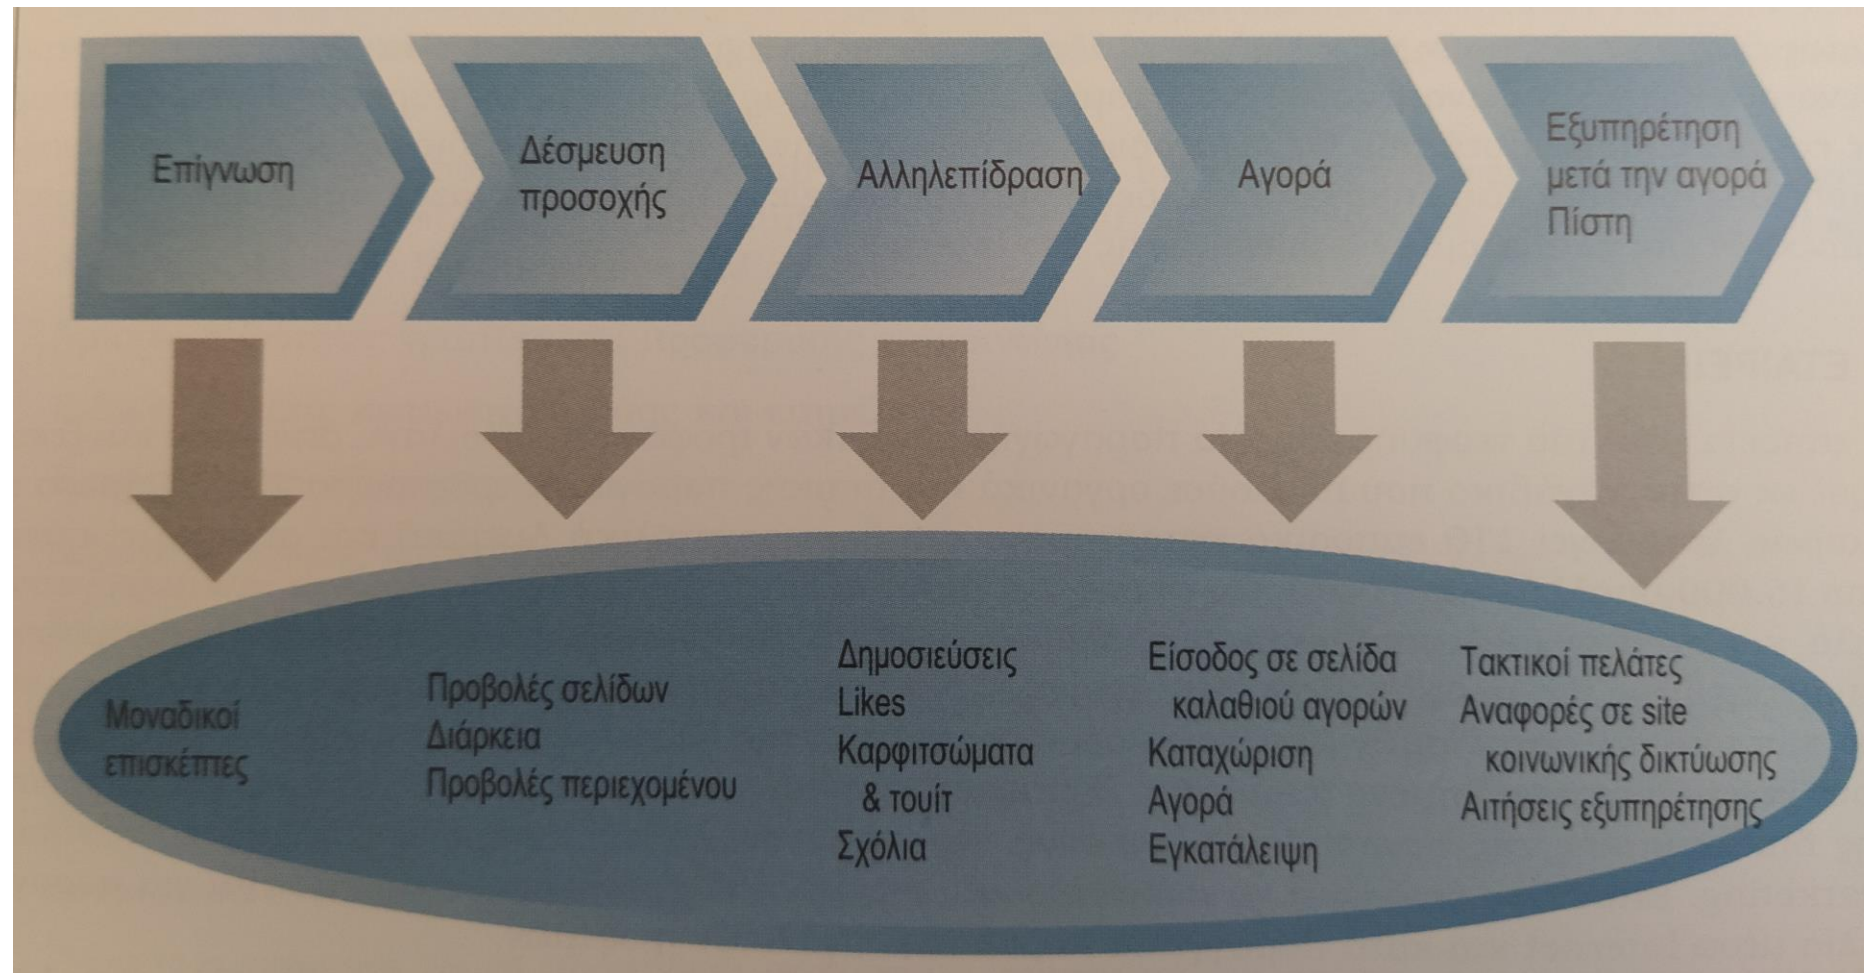 Επίγνωση
Δέσμευση
προσοχής
Αλληλεπίδραση
Αγορά
Εξυπηρέτηση
μετά την αγορά
Πίστη
ΕΤΑΙΡΕΙ
Μοναδικοί
επισκέπτες
Προβολές σελίδων
Διάρκεια
Προβολές περιεχομένου
Δημοσιεύσεις
Likes
Καρφιτσώματα
& τουίτ
Σχόλια
Είσοδος σε σελίδα
καλαθιού αγορών
Καταχώριση
Αγορά
Εγκατάλειψη
Τακτικοί πελάτες
Αναφορές σε site
κοινωνικής δικτύωσης
Αιτήσεις εξυπηρέτησης